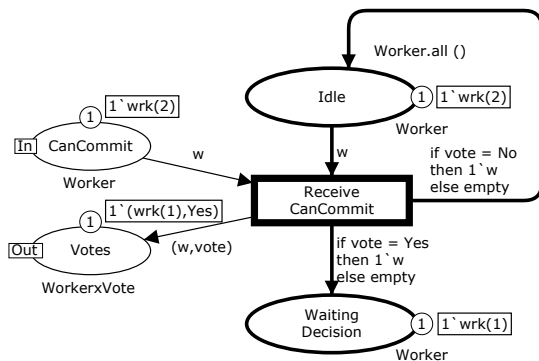 Worker.all ()
Idle
1
1`wrk(2)
Worker
1
1`wrk(2)
In
CanCommit
Worker
w
w
if vote = No
then 1`w
else empty
Receive
CanCommit
1
1`(wrk(1),Yes)
Out
Votes
(w,vote)
WorkerxVote
if vote = Yes
then 1`w
else empty
Waiting
Decision
1
1`wrk(1)
Worker